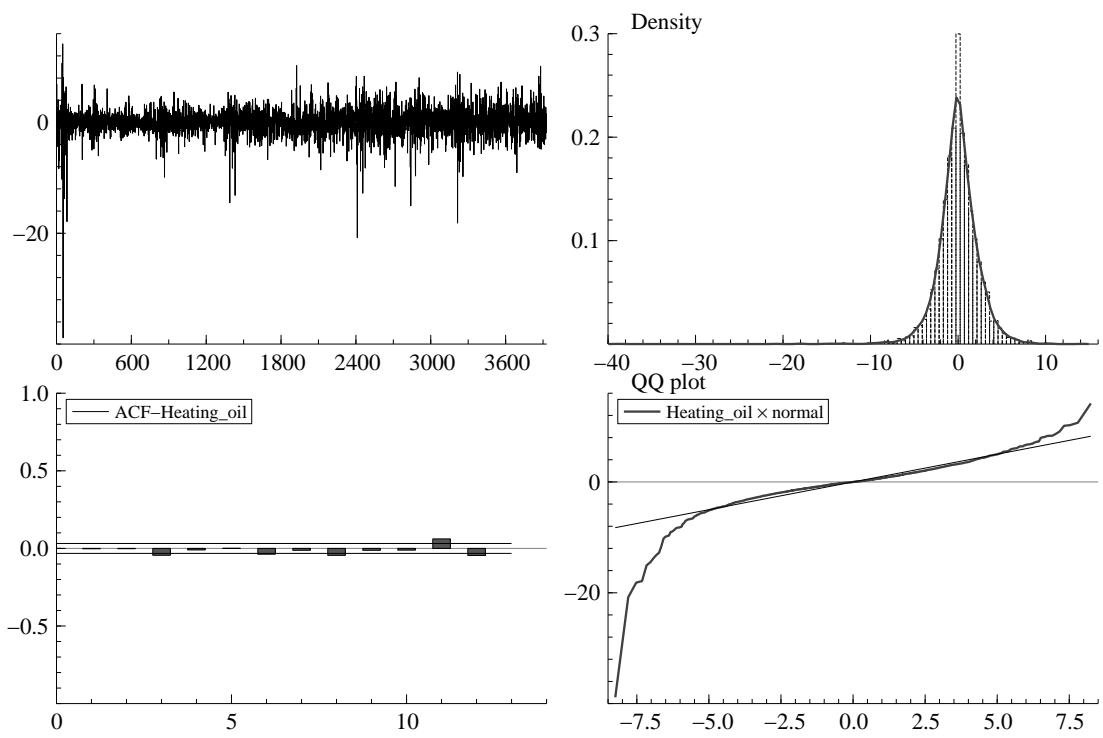 0
−20
0 600 1200 1800 2400 3000 3600
Density
0.3
0.2
0.1
−40 −30 −20 −10 0 10
1.0
0.5
0.0
−0.5
ACF−Heating_oil
0 5 10
QQ plot
Heating_oil × normal
0
−20
−7.5 −5.0 −2.5 0.0 2.5 5.0 7.5